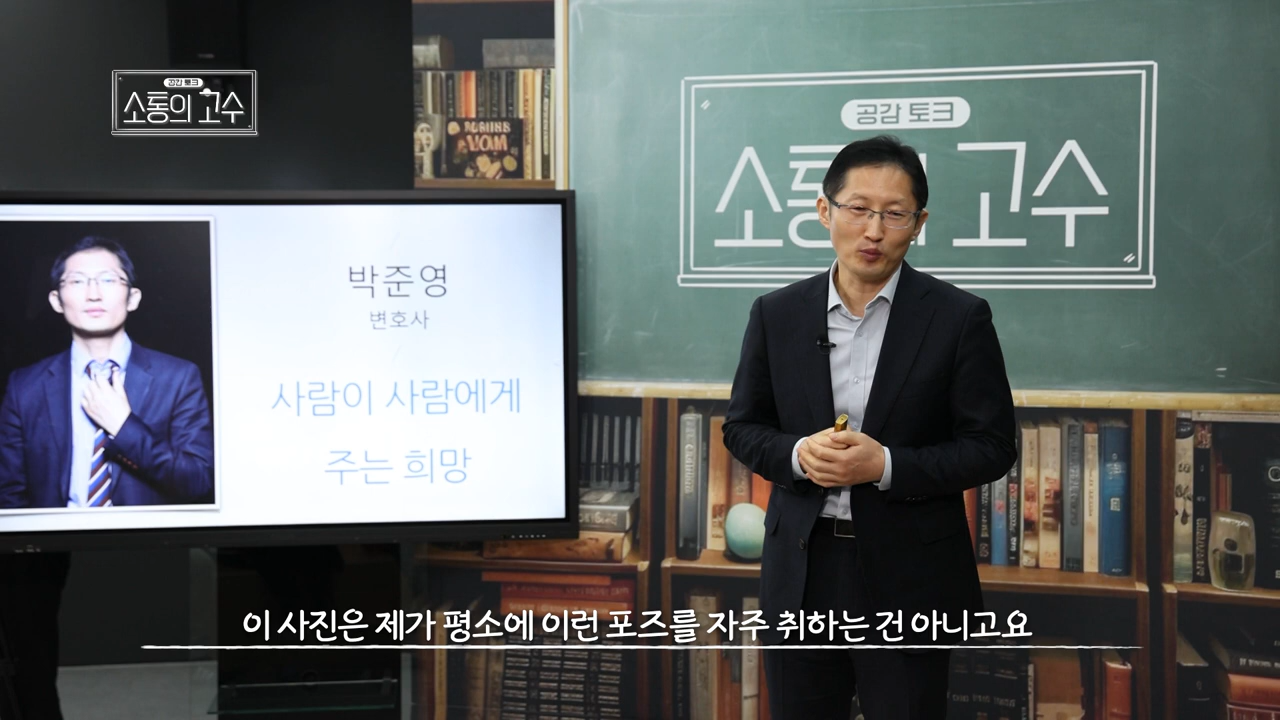 공감 토크
소통의 고수
공감 토크
소통의 고수
박준영
변호사
사람이 사람에게
주는 희망
이 사진은 제가 평소에 이런 포즈를 자주 취하는 건 아니고요